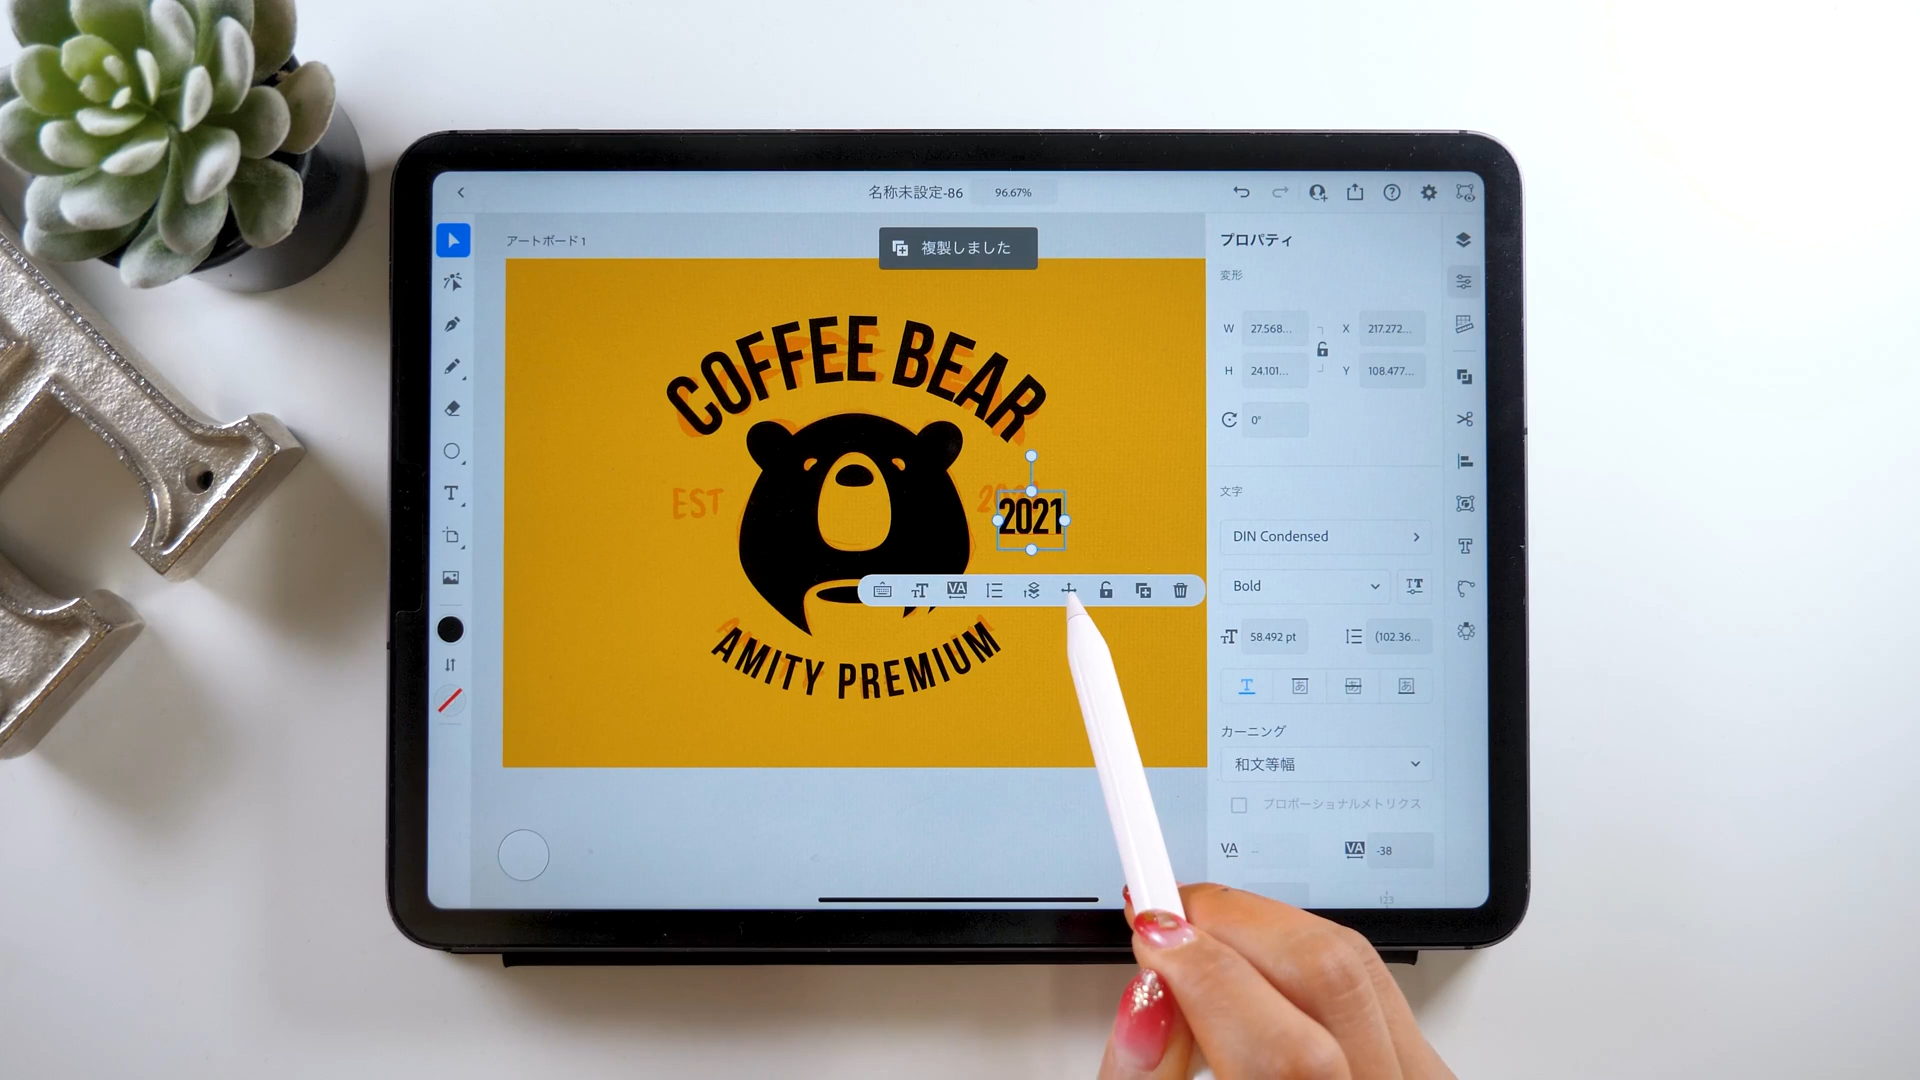 名称未設定-86
96.67%
アートボード1
複製しました
COFFEE BEAR
EST
2021
AMITY PREMIUM
プロパティ
変形
W 27.568... X 217.272...
H 24.101... Y 108.477...
0°
文字
DIN Condensed
Bold
58.492 pt (102.36...
カーニング
和文等幅
プロポーショナルメトリクス
VA -- VA -38
123